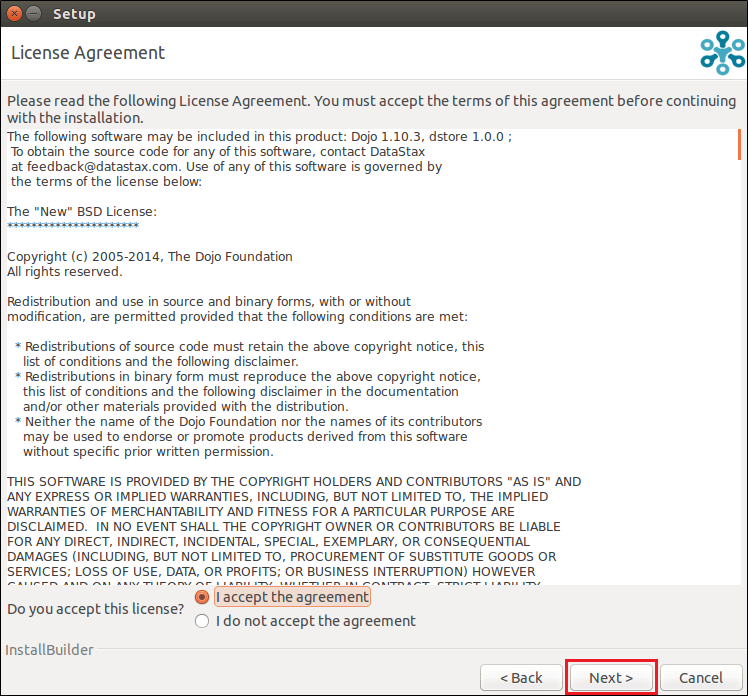 Setup
License Agreement
Please read the following License Agreement. You must accept the terms of this agreement before continuing
with the installation.
The following software may be included in this product: Dojo 1.10.3, dstore 1.0.0 ;
To obtain the source code for any of this software, contact DataStax
at feedback@datastax.com. Use of any of this software is governed by
the terms of the license below:
The "New" BSD License:
**********************
Copyright (c) 2005-2014, The Dojo Foundation
All rights reserved.
Redistribution and use in source and binary forms, with or without
modification, are permitted provided that the following conditions are met:
* Redistributions of source code must retain the above copyright notice, this
list of conditions and the following disclaimer.
* Redistributions in binary form must reproduce the above copyright notice,
this list of conditions and the following disclaimer in the documentation
and/or other materials provided with the distribution.
* Neither the name of the Dojo Foundation nor the names of its contributors
may be used to endorse or promote products derived from this software
without specific prior written permission.
THIS SOFTWARE IS PROVIDED BY THE COPYRIGHT HOLDERS AND CONTRIBUTORS "AS IS" AND
ANY EXPRESS OR IMPLIED WARRANTIES, INCLUDING, BUT NOT LIMITED TO, THE IMPLIED
WARRANTIES OF MERCHANTABILITY AND FITNESS FOR A PARTICULAR PURPOSE ARE
DISCLAIMED.  IN NO EVENT SHALL THE COPYRIGHT OWNER OR CONTRIBUTORS BE LIABLE
FOR ANY DIRECT, INDIRECT, INCIDENTAL, SPECIAL, EXEMPLARY, OR CONSEQUENTIAL
DAMAGES (INCLUDING, BUT NOT LIMITED TO, PROCUREMENT OF SUBSTITUTE GOODS OR
SERVICES; LOSS OF USE, DATA, OR PROFITS; OR BUSINESS INTERRUPTION) HOWEVER
CAUSED AND ON ANY THEORY OF LIABILITY, WHETHER IN CONTRACT, STRICT LIABILITY,
Do you accept this license?
I accept the agreement
I do not accept the agreement
InstallBuilder
< Back
Next >
Cancel